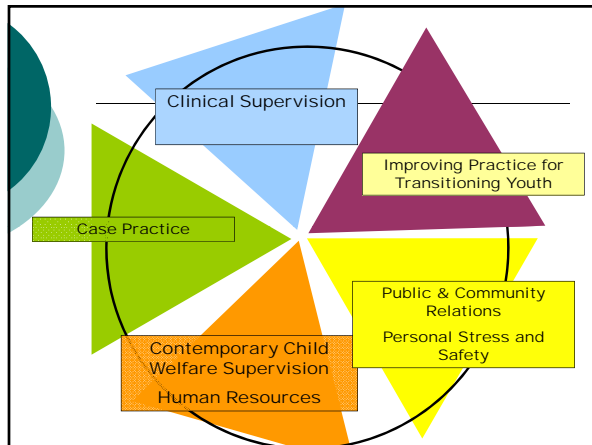 Clinical Supervision
Improving Practice for
Transitioning Youth
Case Practice
Public & Community
Relations
Personal Stress and
Safety
Contemporary Child
Welfare Supervision
Human Resources